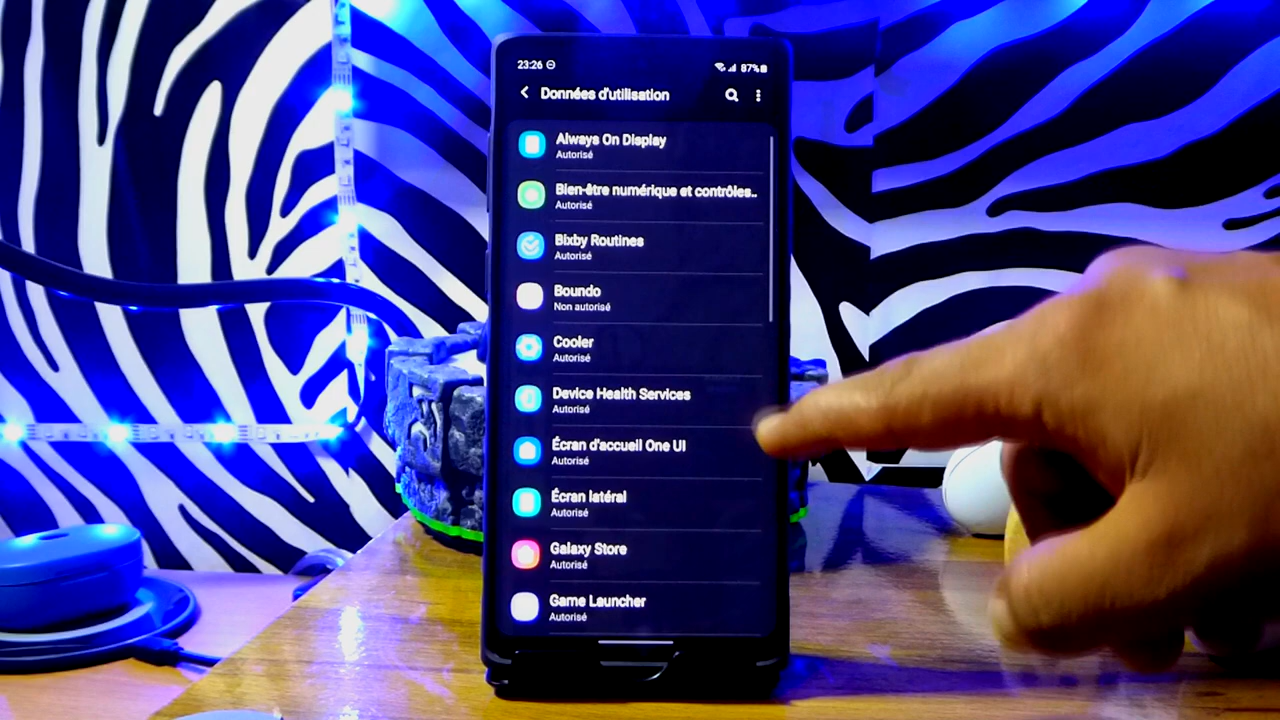 23:26 87%
Données d'utilisation
Always On Display
Autorisé
Bien-être numérique et contrôles..
Autorisé
Bixby Routines
Autorisé
Boundo
Non autorisé
Cooler
Autorisé
Device Health Services
Autorisé
Écran d'accueil One UI
Autorisé
Écran latéral
Autorisé
Galaxy Store
Autorisé
Game Launcher
Autorisé